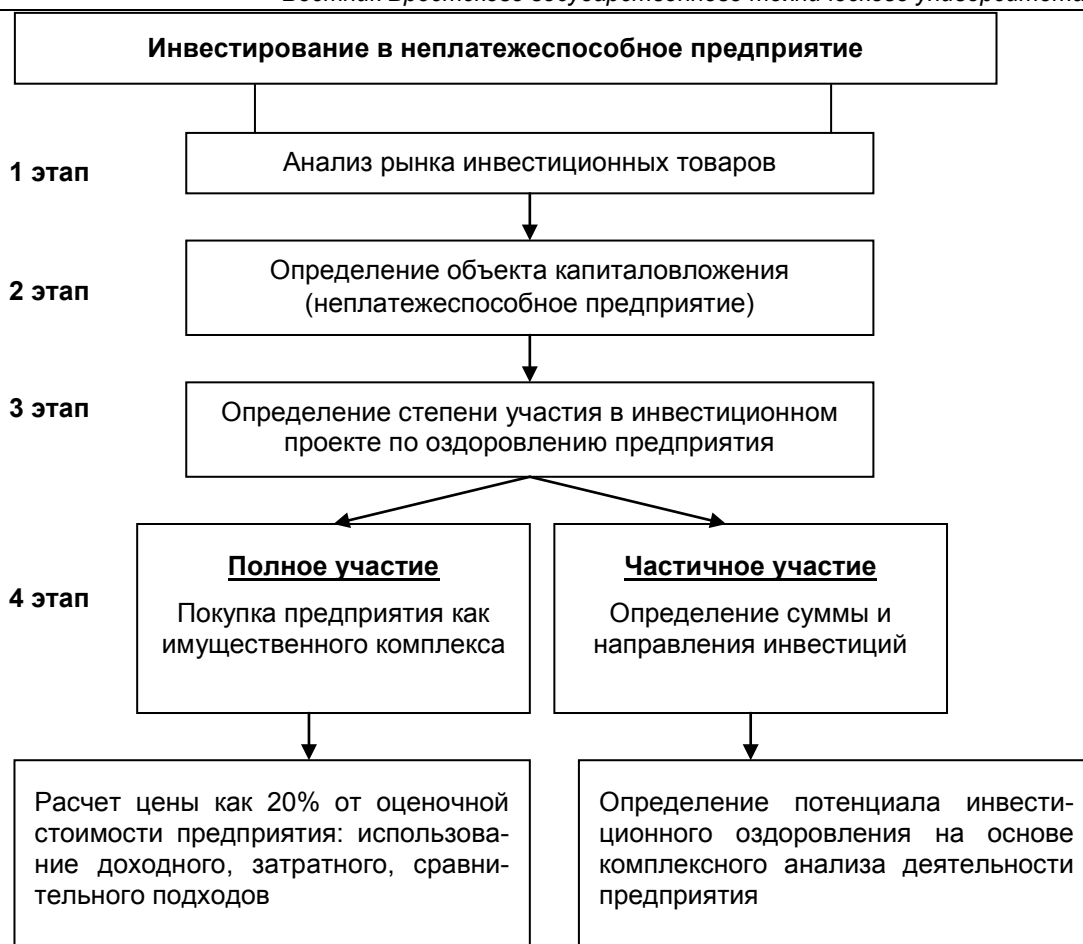 Вестник Брестского государственного технического университета
Инвестирование в неплатежеспособное предприятие
1 этап
Анализ рынка инвестиционных товаров
2 этап
Определение объекта капиталовложения
(неплатежеспособное предприятие)
3 этап
Определение степени участия в инвестиционном
проекте по оздоровлению предприятия
4 этап
Полное участие
Покупка предприятия как
имущественного комплекса
Частичное участие
Определение суммы и
направления инвестиций
Расчет цены как 20% от оценочной
стоимости предприятия: использова-
ние доходного, затратного, сравни-
тельного подходов
Определение потенциала инвести-
ционного оздоровления на основе
комплексного анализа деятельности
предприятия